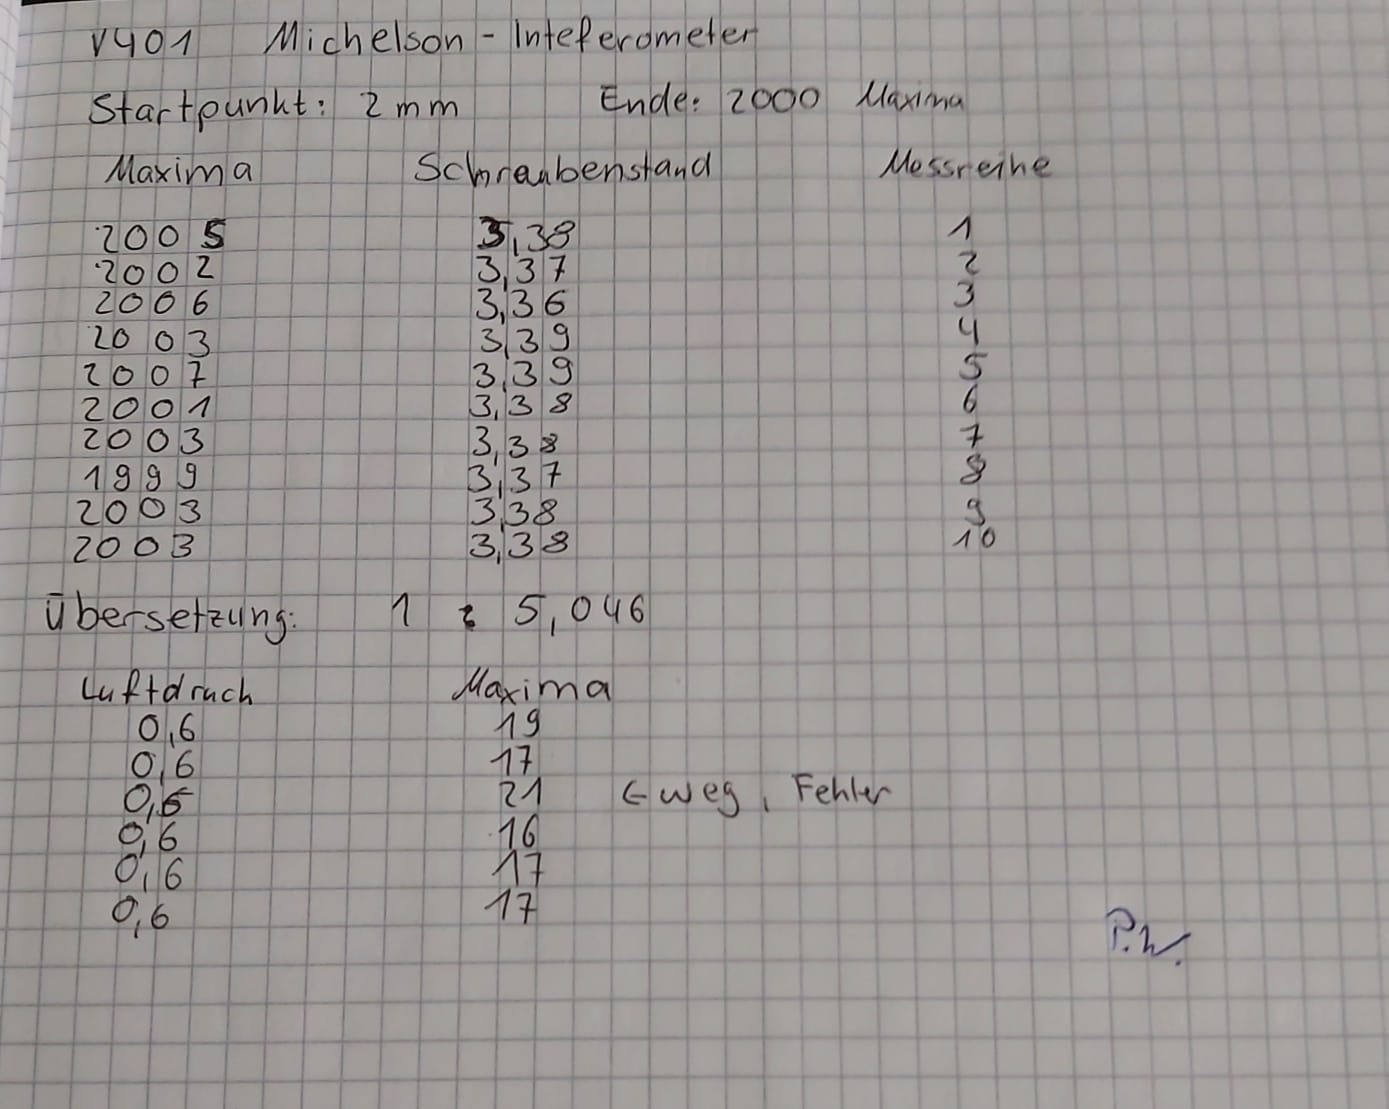 V401 Michelson - Inteferometer
Startpunkt: 2 mm Ende: 2000 Maxima
Maxima Schraubenstand Messreihe
2005 3,38 1
2002 3,37 2
2006 3,36 3
2003 3,39 4
2007 3,39 5
2001 3,38 6
2003 3,38 7
1999 3,37 8
2003 3,38 9
2003 3,38 10
Übersetzung: 1 : 5,046
Luftdruck Maxima
0,6 19
0,6 17
0,6 21 ← weg, Fehler
0,6 16
0,6 17
0,6 17
P.W.